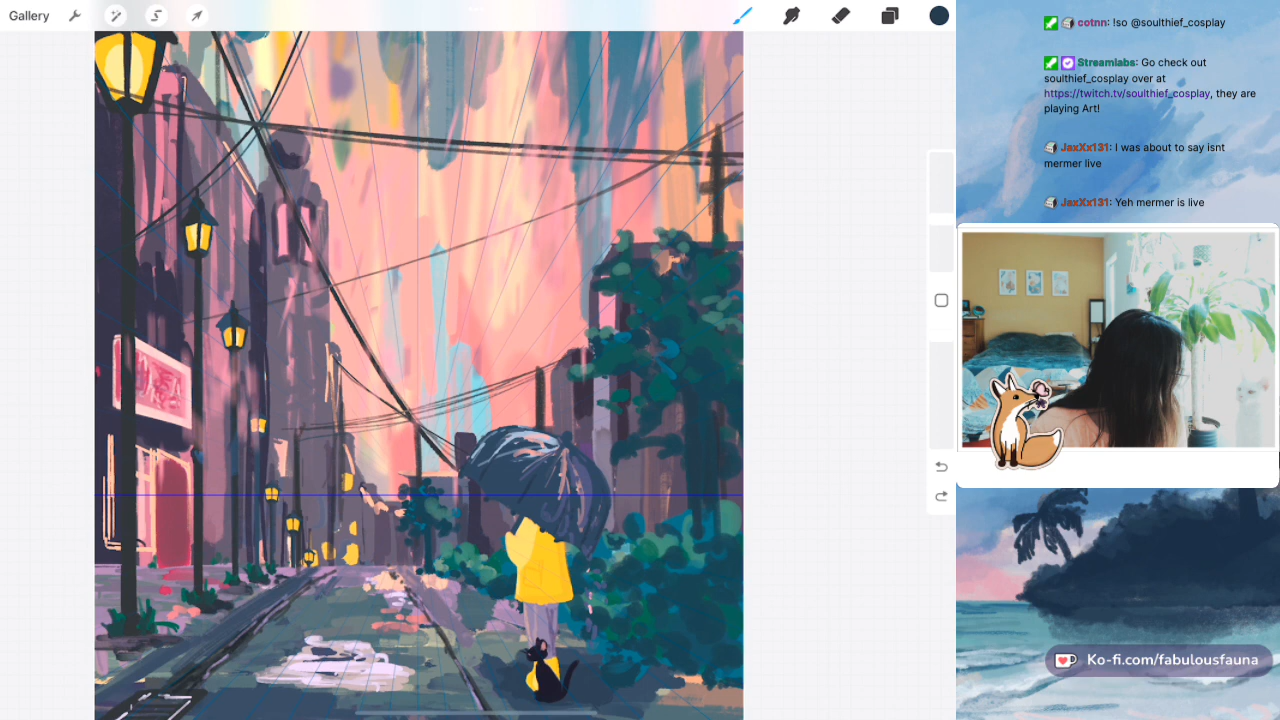 Gallery
cotnn: !so @soulthief_cosplay
Streamlabs: Go check out
soulthief_cosplay over at
https://twitch.tv/soulthief_cosplay, they are
playing Art!
JaxXx131: I was about to say isnt
mermer live
JaxXx131: Yeh mermer is live
Ko-fi.com/fabulousfauna